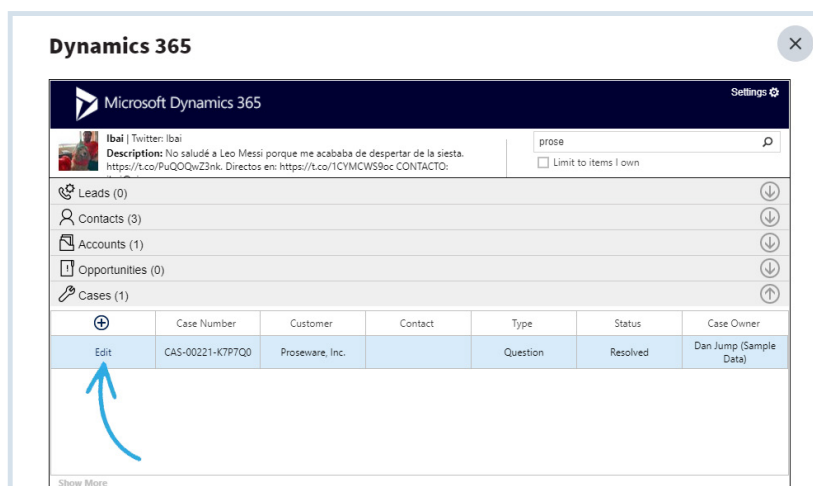 Dynamics 365
Microsoft Dynamics 365
Settings
Ibai | Twitter: Ibai
Description: No saludé a Leo Messi porque me acababa de despertar de la siesta.
https://t.co/PuQOQwZ3nk. Directos en: https://t.co/1CYMCWS9oc CONTACTO:
prose
Limit to items I own
Leads (0)
Contacts (3)
Accounts (1)
Opportunities (0)
Cases (1)
Case Number Customer Contact Type Status Case Owner
Edit CAS-00221-K7P7Q0 Proseware, Inc. Question Resolved Dan Jump (Sample
Data)
Show More